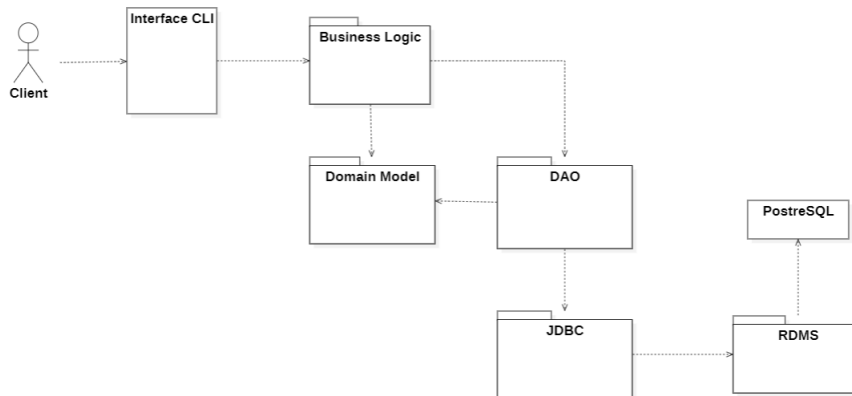 Interface CLI
Business Logic
Client
Domain Model
DAO
PostreSQL
JDBC
RDMS